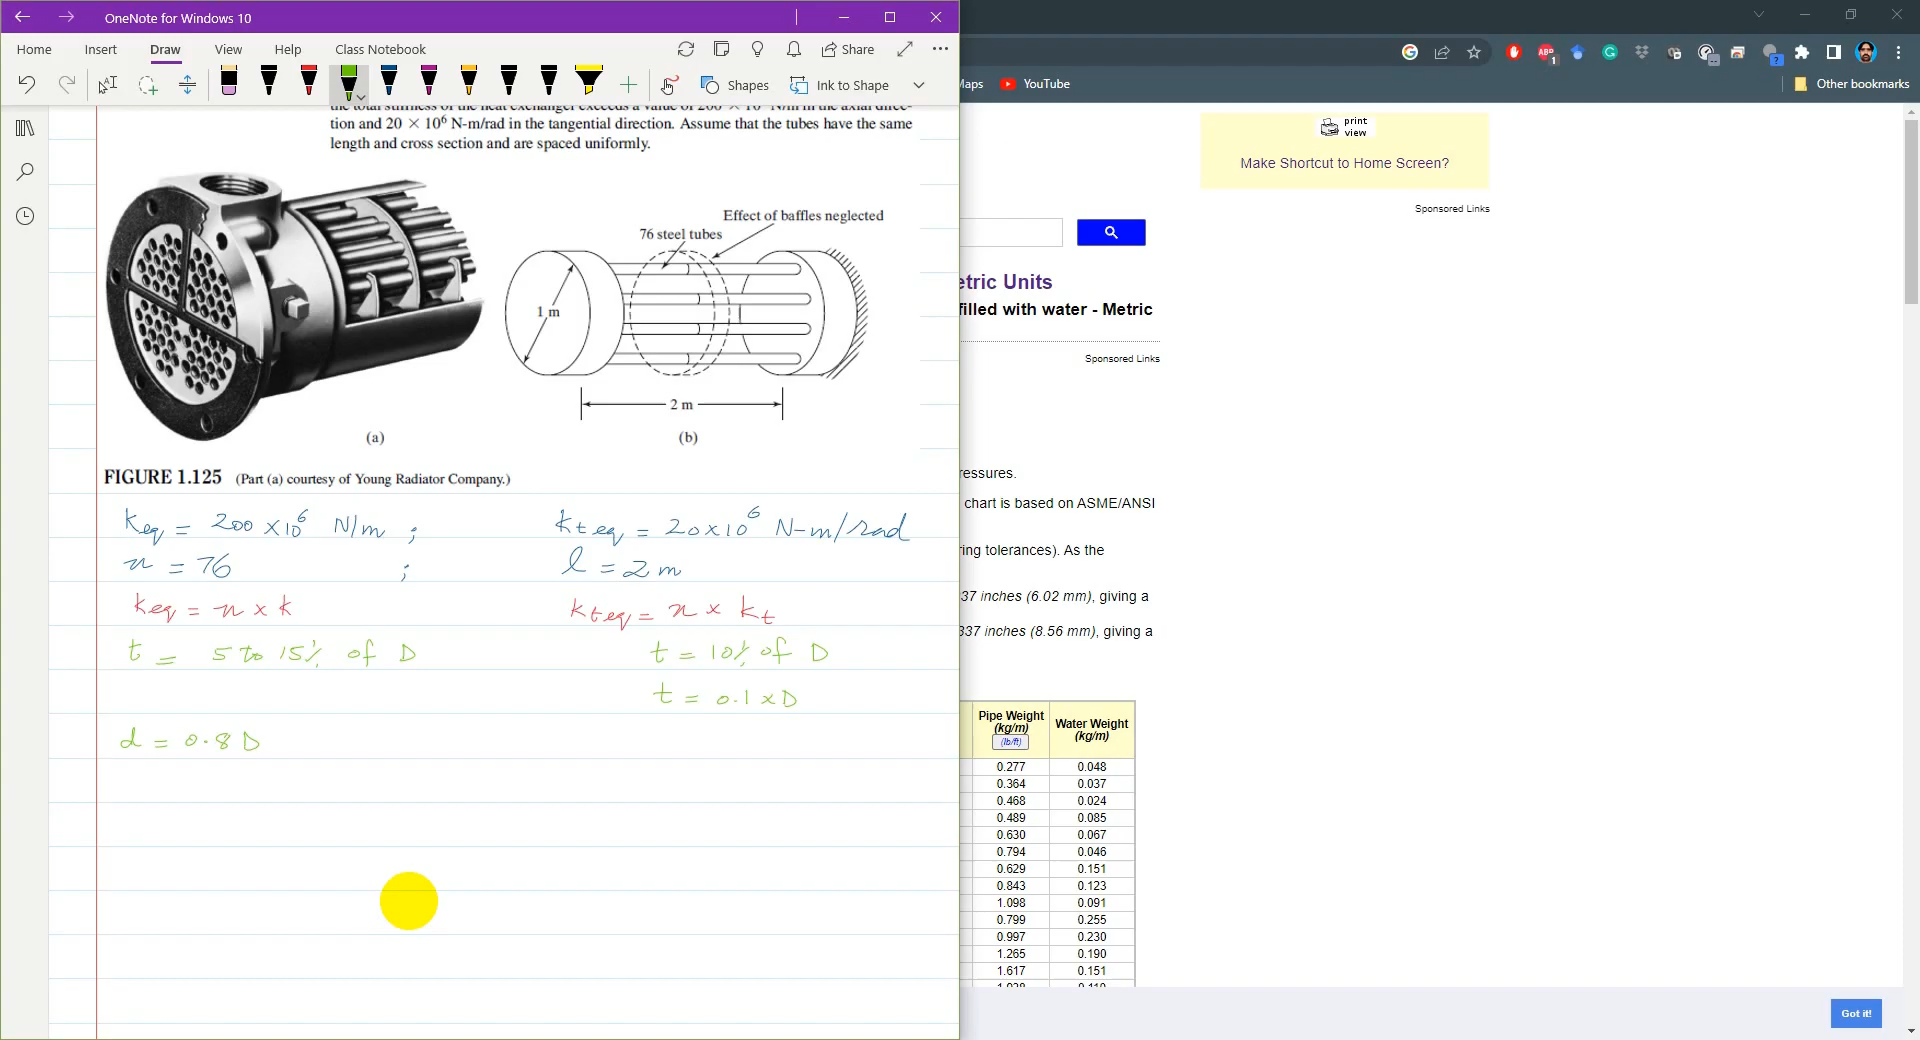 OneNote for Windows 10
Home Insert Draw View Help Class Notebook Share
Shapes Ink to Shape
ABP 1
Maps YouTube Other bookmarks
tion and 20 × 10⁶ N-m/rad in the tangential direction. Assume that the tubes have the same
length and cross section and are spaced uniformly.
Effect of baffles neglected
76 steel tubes
1 m
2 m
(a) (b)
FIGURE 1.125 (Part (a) courtesy of Young Radiator Company.)
keq = 200 ×10⁶ N/m ; kteq = 20×10⁶ N-m/rad
n = 76 ; l = 2 m
keq = n × k kteq = n × kt
t = 5 to 15% of D t = 10% of D
t = 0.1 × D
d = 0.8 D
print
view
Make Shortcut to Home Screen?
Sponsored Links
etric Units
filled with water - Metric
Sponsored Links
ressures.
chart is based on ASME/ANSI
ring tolerances). As the
37 inches (6.02 mm), giving a
337 inches (8.56 mm), giving a
Pipe Weight (kg/m) (lb/ft) Water Weight (kg/m)
0.277 0.048
0.364 0.037
0.468 0.024
0.489 0.085
0.630 0.067
0.794 0.046
0.629 0.151
0.843 0.123
1.098 0.091
0.799 0.255
0.997 0.230
1.265 0.190
1.617 0.151
Got it!